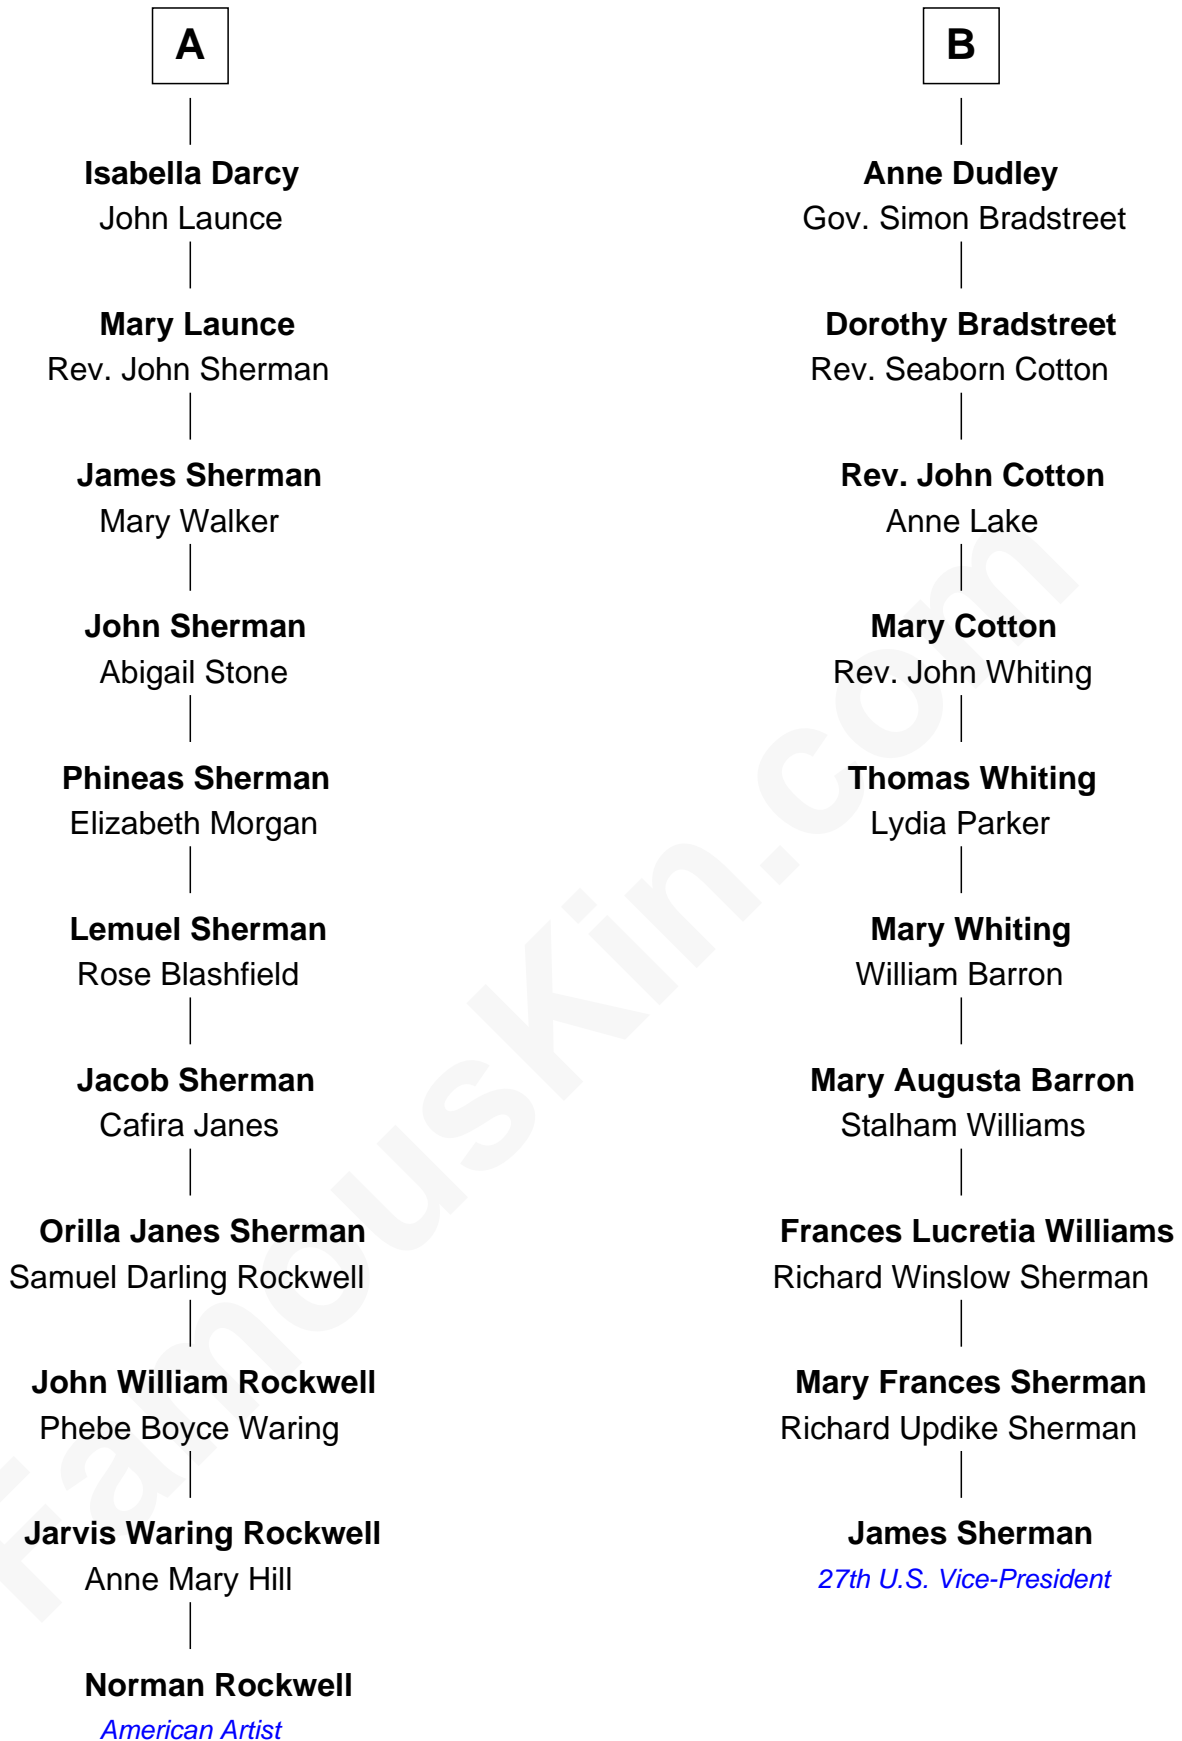 A
Isabella Darcy
John Launce
Mary Launce
Rev. John Sherman
James Sherman
Mary Walker
John Sherman
Abigail Stone
Phineas Sherman
Elizabeth Morgan
Lemuel Sherman
Rose Blashfield
Jacob Sherman
Cafira Janes
Orilla Janes Sherman
Samuel Darling Rockwell
John William Rockwell
Phebe Boyce Waring
Jarvis Waring Rockwell
Anne Mary Hill
Norman Rockwell
American Artist
B
Anne Dudley
Gov. Simon Bradstreet
Dorothy Bradstreet
Rev. Seaborn Cotton
Rev. John Cotton
Anne Lake
Mary Cotton
Rev. John Whiting
Thomas Whiting
Lydia Parker
Mary Whiting
William Barron
Mary Augusta Barron
Stalham Williams
Frances Lucretia Williams
Richard Winslow Sherman
Mary Frances Sherman
Richard Updike Sherman
James Sherman
27th U.S. Vice-President
FamousKin.com